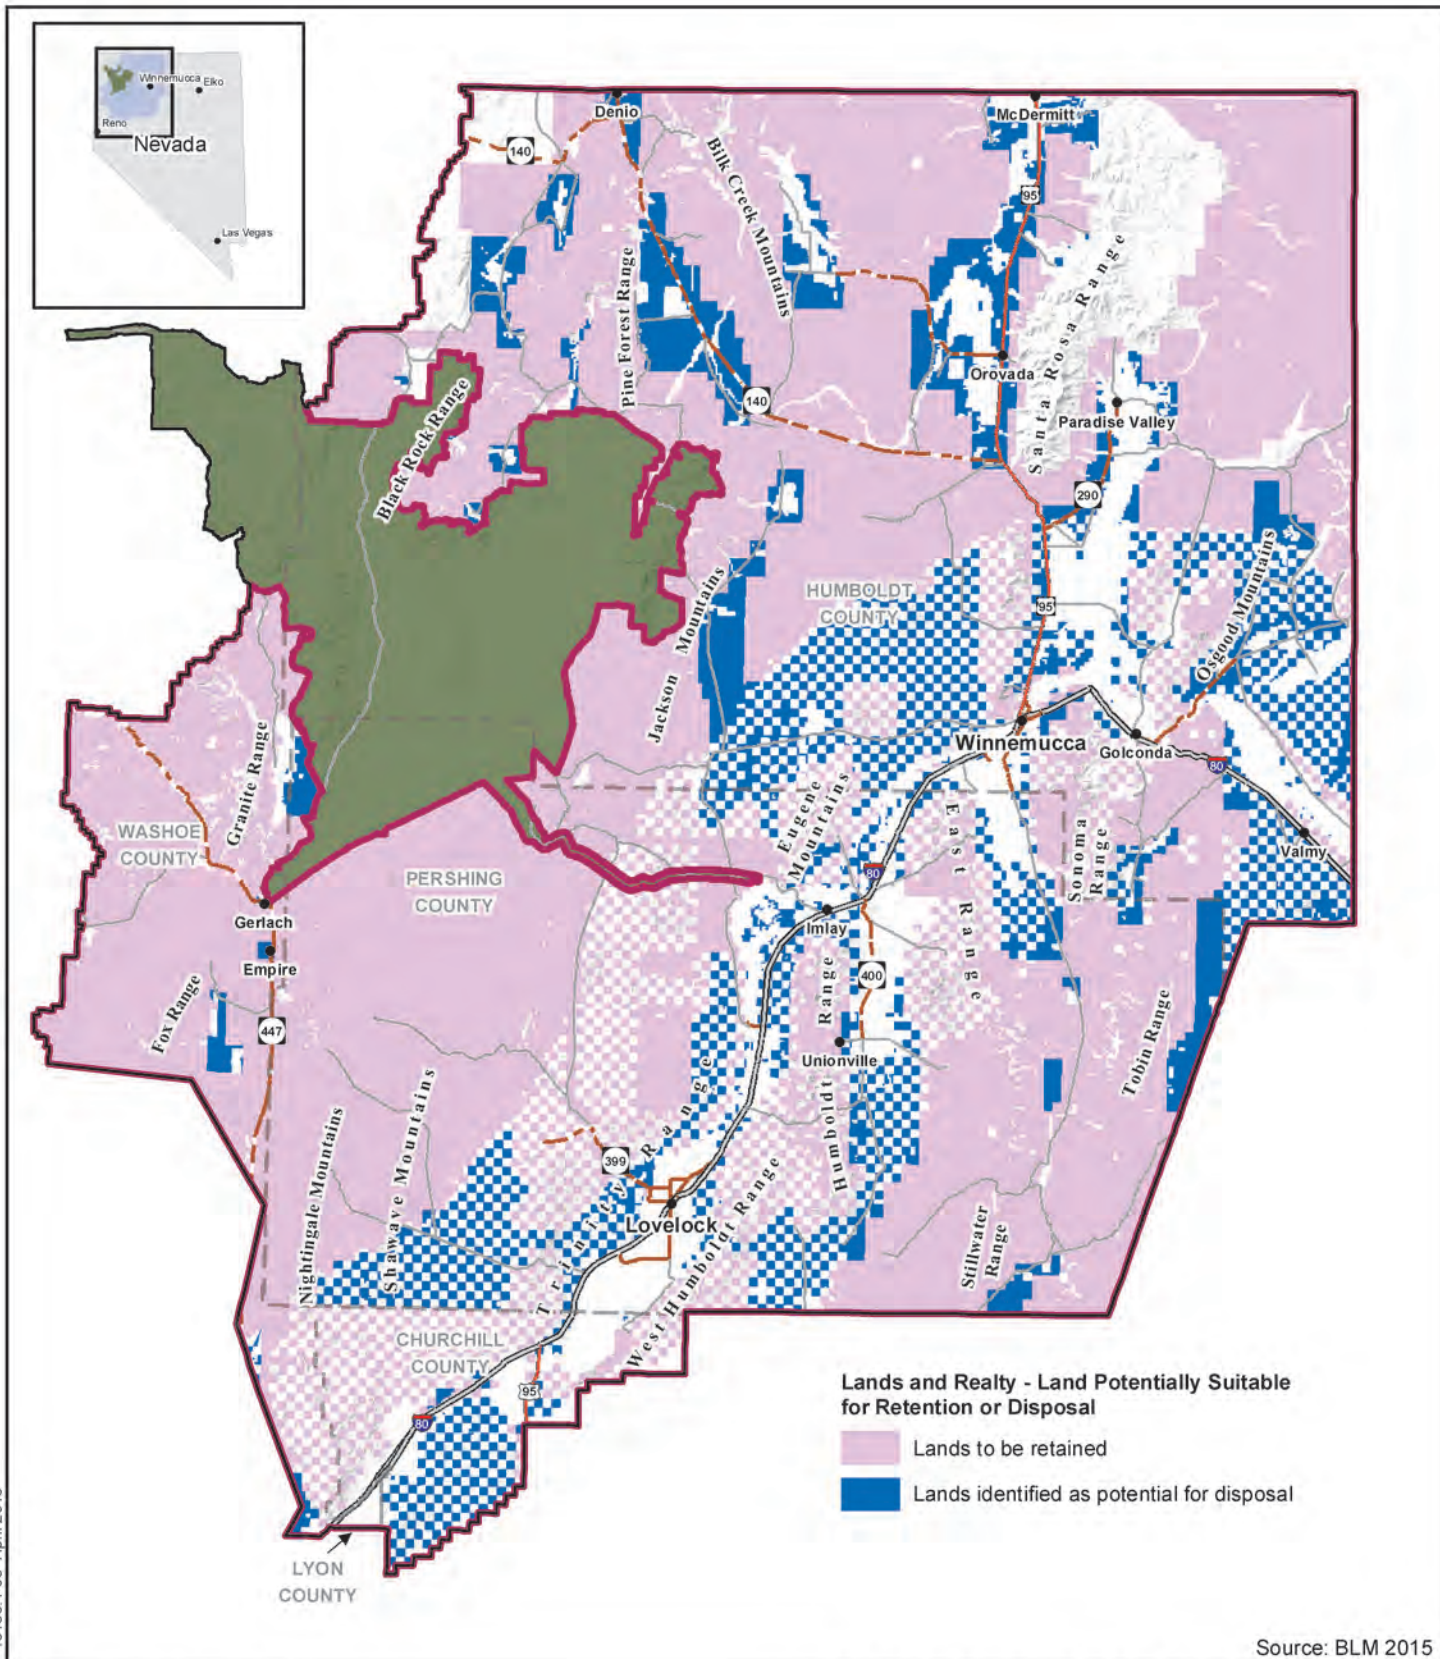 Winnemucca
Elko
Reno
Nevada
Las Vegas
Denio
McDermitt
140
95
Bilk Creek Mountains
Pine Forest Range
Santa Rosa Range
Orovada
Paradise Valley
140
Black Rock Range
290
HUMBOLDT
COUNTY
95
Osgood Mountains
Jackson Mountains
Winnemucca
Golconda
80
Granite Range
WASHOE
COUNTY
Eugene
Mountains
East Range
Sonoma
Range
Valmy
PERSHING
COUNTY
80
Gerlach
Imlay
Empire
400
Fox Range
447
Humboldt Range
Unionville
Tobin Range
Nightingale Mountains
Shawave Mountains
399
Trinity Range
Lovelock
West Humboldt Range
Stillwater
Range
CHURCHILL
COUNTY
95
80
LYON
COUNTY
Lands and Realty - Land Potentially Suitable
for Retention or Disposal
Lands to be retained
Lands identified as potential for disposal
Source: BLM 2015